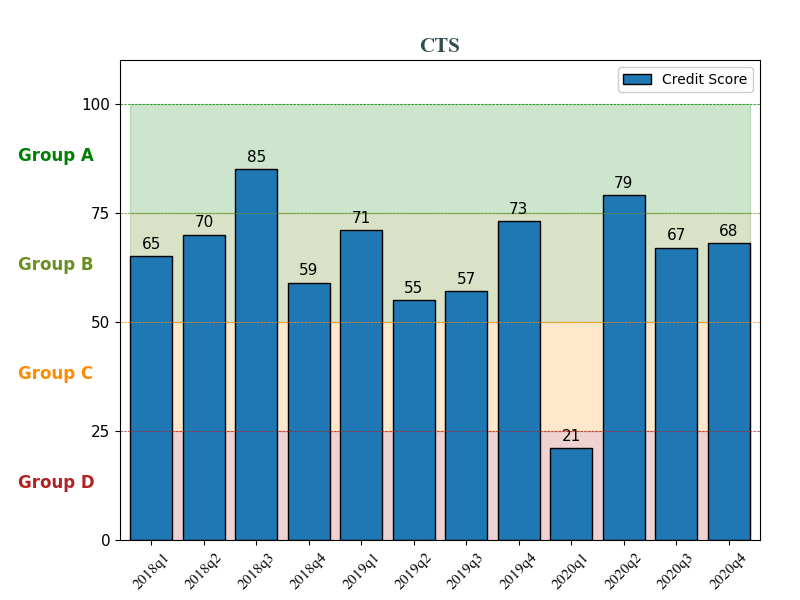 CTS
Credit Score
100
75
50
25
0
Group A
Group B
Group C
Group D
65
70
85
59
71
55
57
73
21
79
67
68
2018q1
2018q2
2018q3
2018q4
2019q1
2019q2
2019q3
2019q4
2020q1
2020q2
2020q3
2020q4